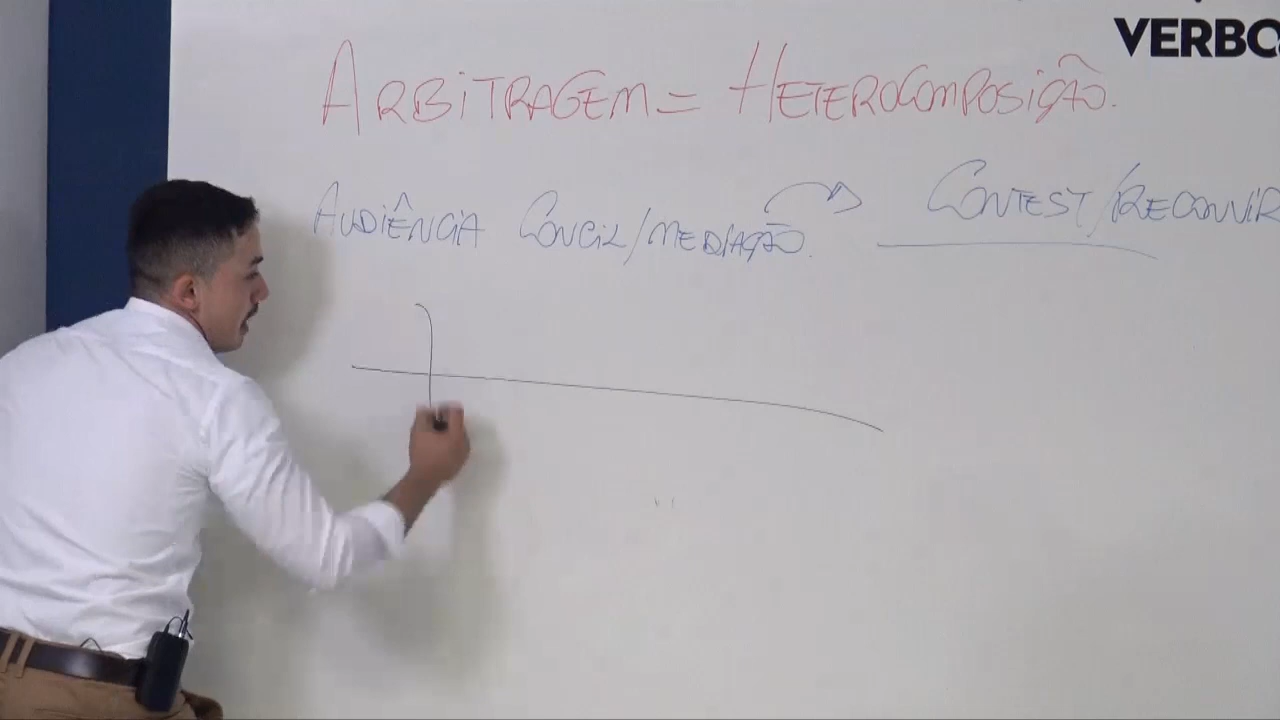 VERBO
ARBITRAGEM = HETEROCOMPOSIÇÃO.
AUDIÊNCIA CONCIL/MEDIAÇÃO. CONTEST/RECONVIR